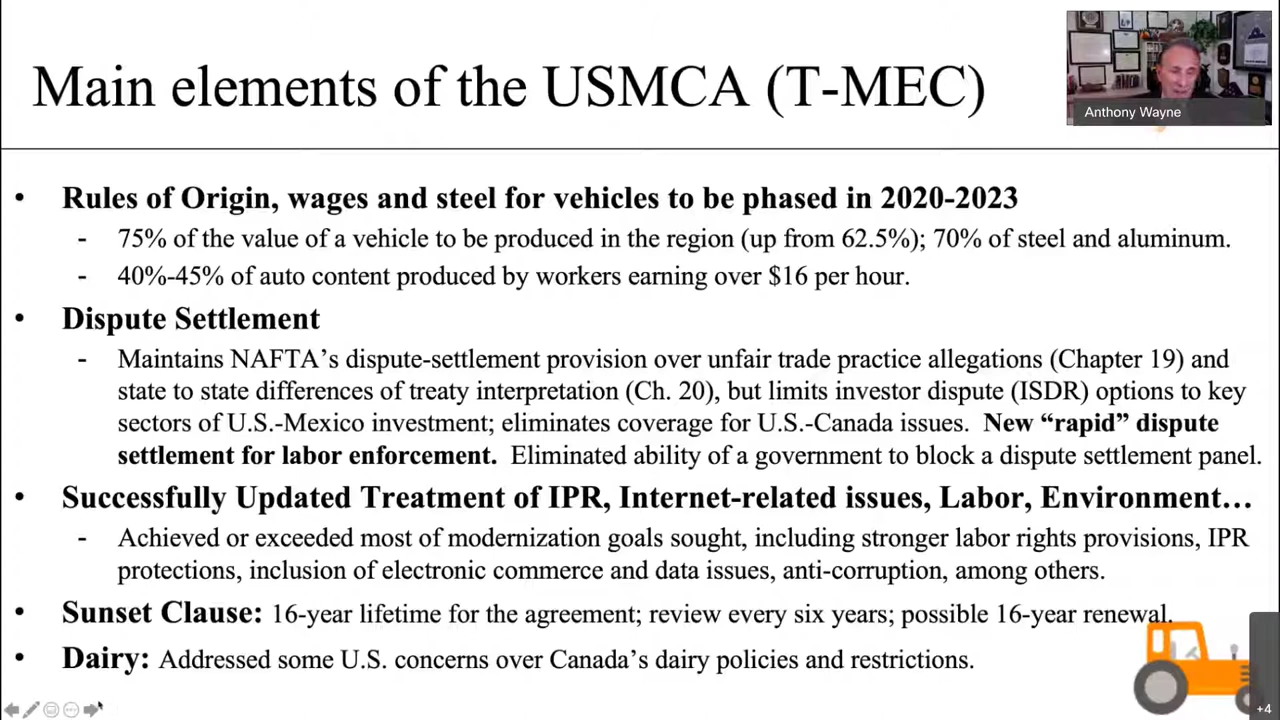 Main elements of the USMCA (T-MEC)
Anthony Wayne
• Rules of Origin, wages and steel for vehicles to be phased in 2020-2023
- 75% of the value of a vehicle to be produced in the region (up from 62.5%); 70% of steel and aluminum.
- 40%-45% of auto content produced by workers earning over $16 per hour.
• Dispute Settlement
- Maintains NAFTA’s dispute-settlement provision over unfair trade practice allegations (Chapter 19) and
state to state differences of treaty interpretation (Ch. 20), but limits investor dispute (ISDR) options to key
sectors of U.S.-Mexico investment; eliminates coverage for U.S.-Canada issues. New “rapid” dispute
settlement for labor enforcement. Eliminated ability of a government to block a dispute settlement panel.
• Successfully Updated Treatment of IPR, Internet-related issues, Labor, Environment…
- Achieved or exceeded most of modernization goals sought, including stronger labor rights provisions, IPR
protections, inclusion of electronic commerce and data issues, anti-corruption, among others.
• Sunset Clause: 16-year lifetime for the agreement; review every six years; possible 16-year renewal.
• Dairy: Addressed some U.S. concerns over Canada’s dairy policies and restrictions.
+4